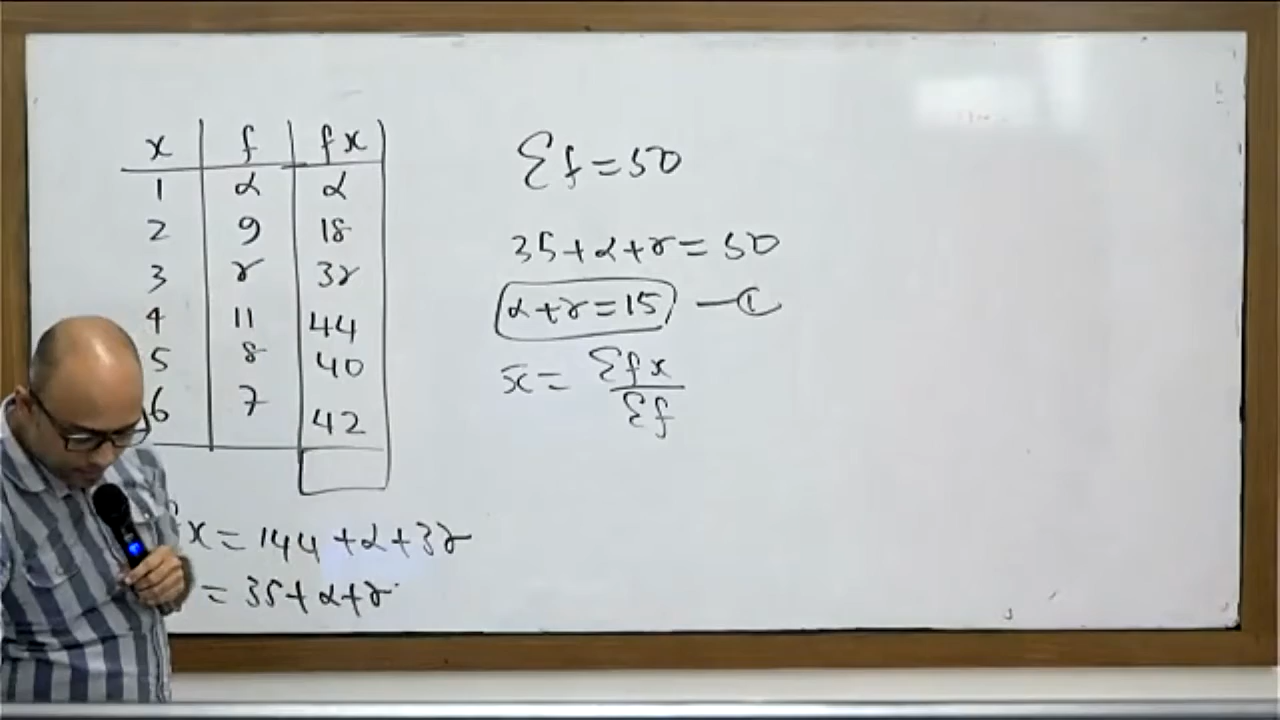 x f fx
1 α α
2 9 18
3 γ 3γ
4 11 44
5 8 40
6 7 42
x = 144 + α + 3γ
= 35 + α + γ
Σf = 50
35 + α + γ = 50
α + γ = 15 — ①
x̄ = Σfx / Σf